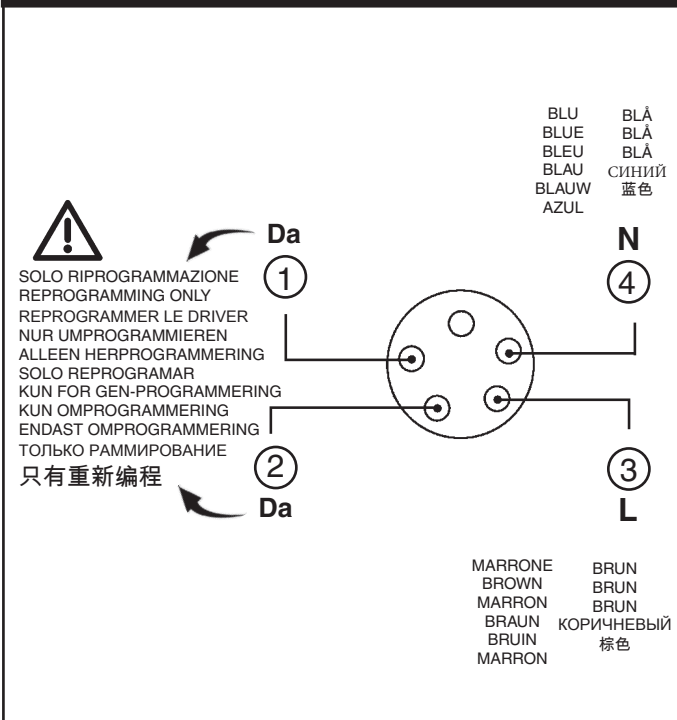 BLU
BLUE
BLEU
BLAU
BLAUW
AZUL
BLÅ
BLÅ
BLÅ
СИНИЙ
蓝色
Da
1
N
4
SOLO RIPROGRAMMAZIONE
REPROGRAMMING ONLY
REPROGRAMMER LE DRIVER
NUR UMPROGRAMMIEREN
ALLEEN HERPROGRAMMERING
SOLO REPROGRAMAR
KUN FOR GEN-PROGRAMMERING
KUN OMPROGRAMMERING
ENDAST OMPROGRAMMERING
ТОЛЬКО РАММИРОВАНИЕ
只有重新编程
2
Da
3
L
MARRONE
BROWN
MARRON
BRAUN
BRUIN
MARRON
BRUN
BRUN
BRUN
КОРИЧНЕВЫЙ
棕色